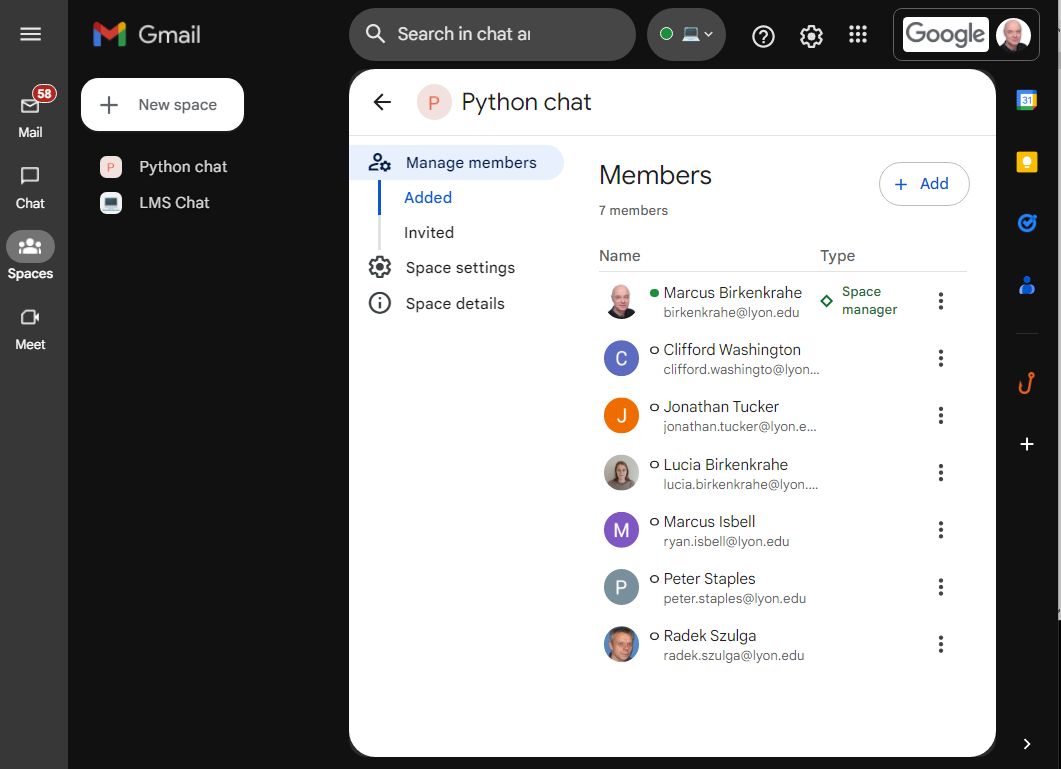 Gmail
Search in chat
Google
58
Mail
Chat
Spaces
Meet
New space
P Python chat
LMS Chat
P Python chat
Manage members
Added
Invited
Space settings
Space details
Members
7 members
+ Add
Name Type
Marcus Birkenkrahe
birkenkrahe@lyon.edu
Space
manager
C
Clifford Washington
clifford.washingto@lyon...
J
Jonathan Tucker
jonathan.tucker@lyon.e...
Lucia Birkenkrahe
lucia.birkenkrahe@lyon....
M
Marcus Isbell
ryan.isbell@lyon.edu
P
Peter Staples
peter.staples@lyon.edu
Radek Szulga
radek.szulga@lyon.edu
31